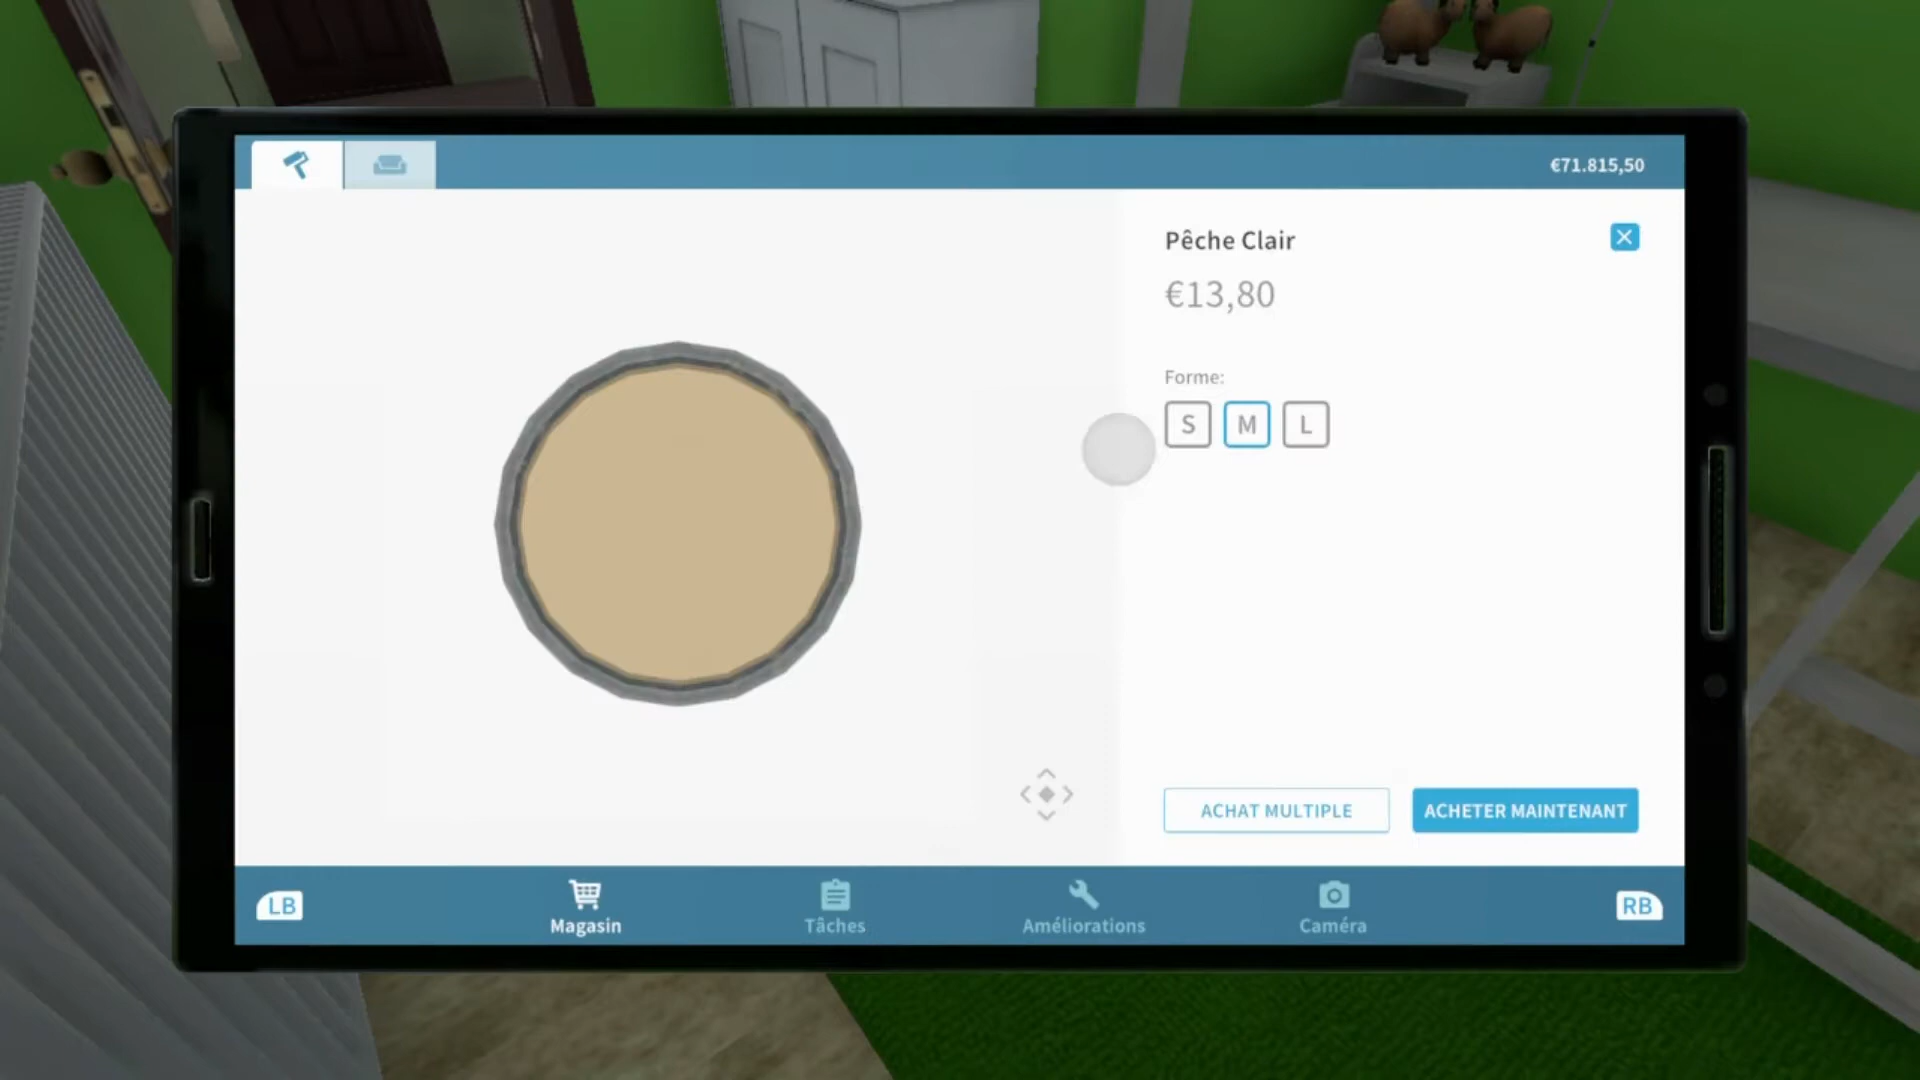 €71.815,50
Pêche Clair
€13,80
Forme:
S M L
ACHAT MULTIPLE ACHETER MAINTENANT
LB Magasin Tâches Améliorations Caméra RB